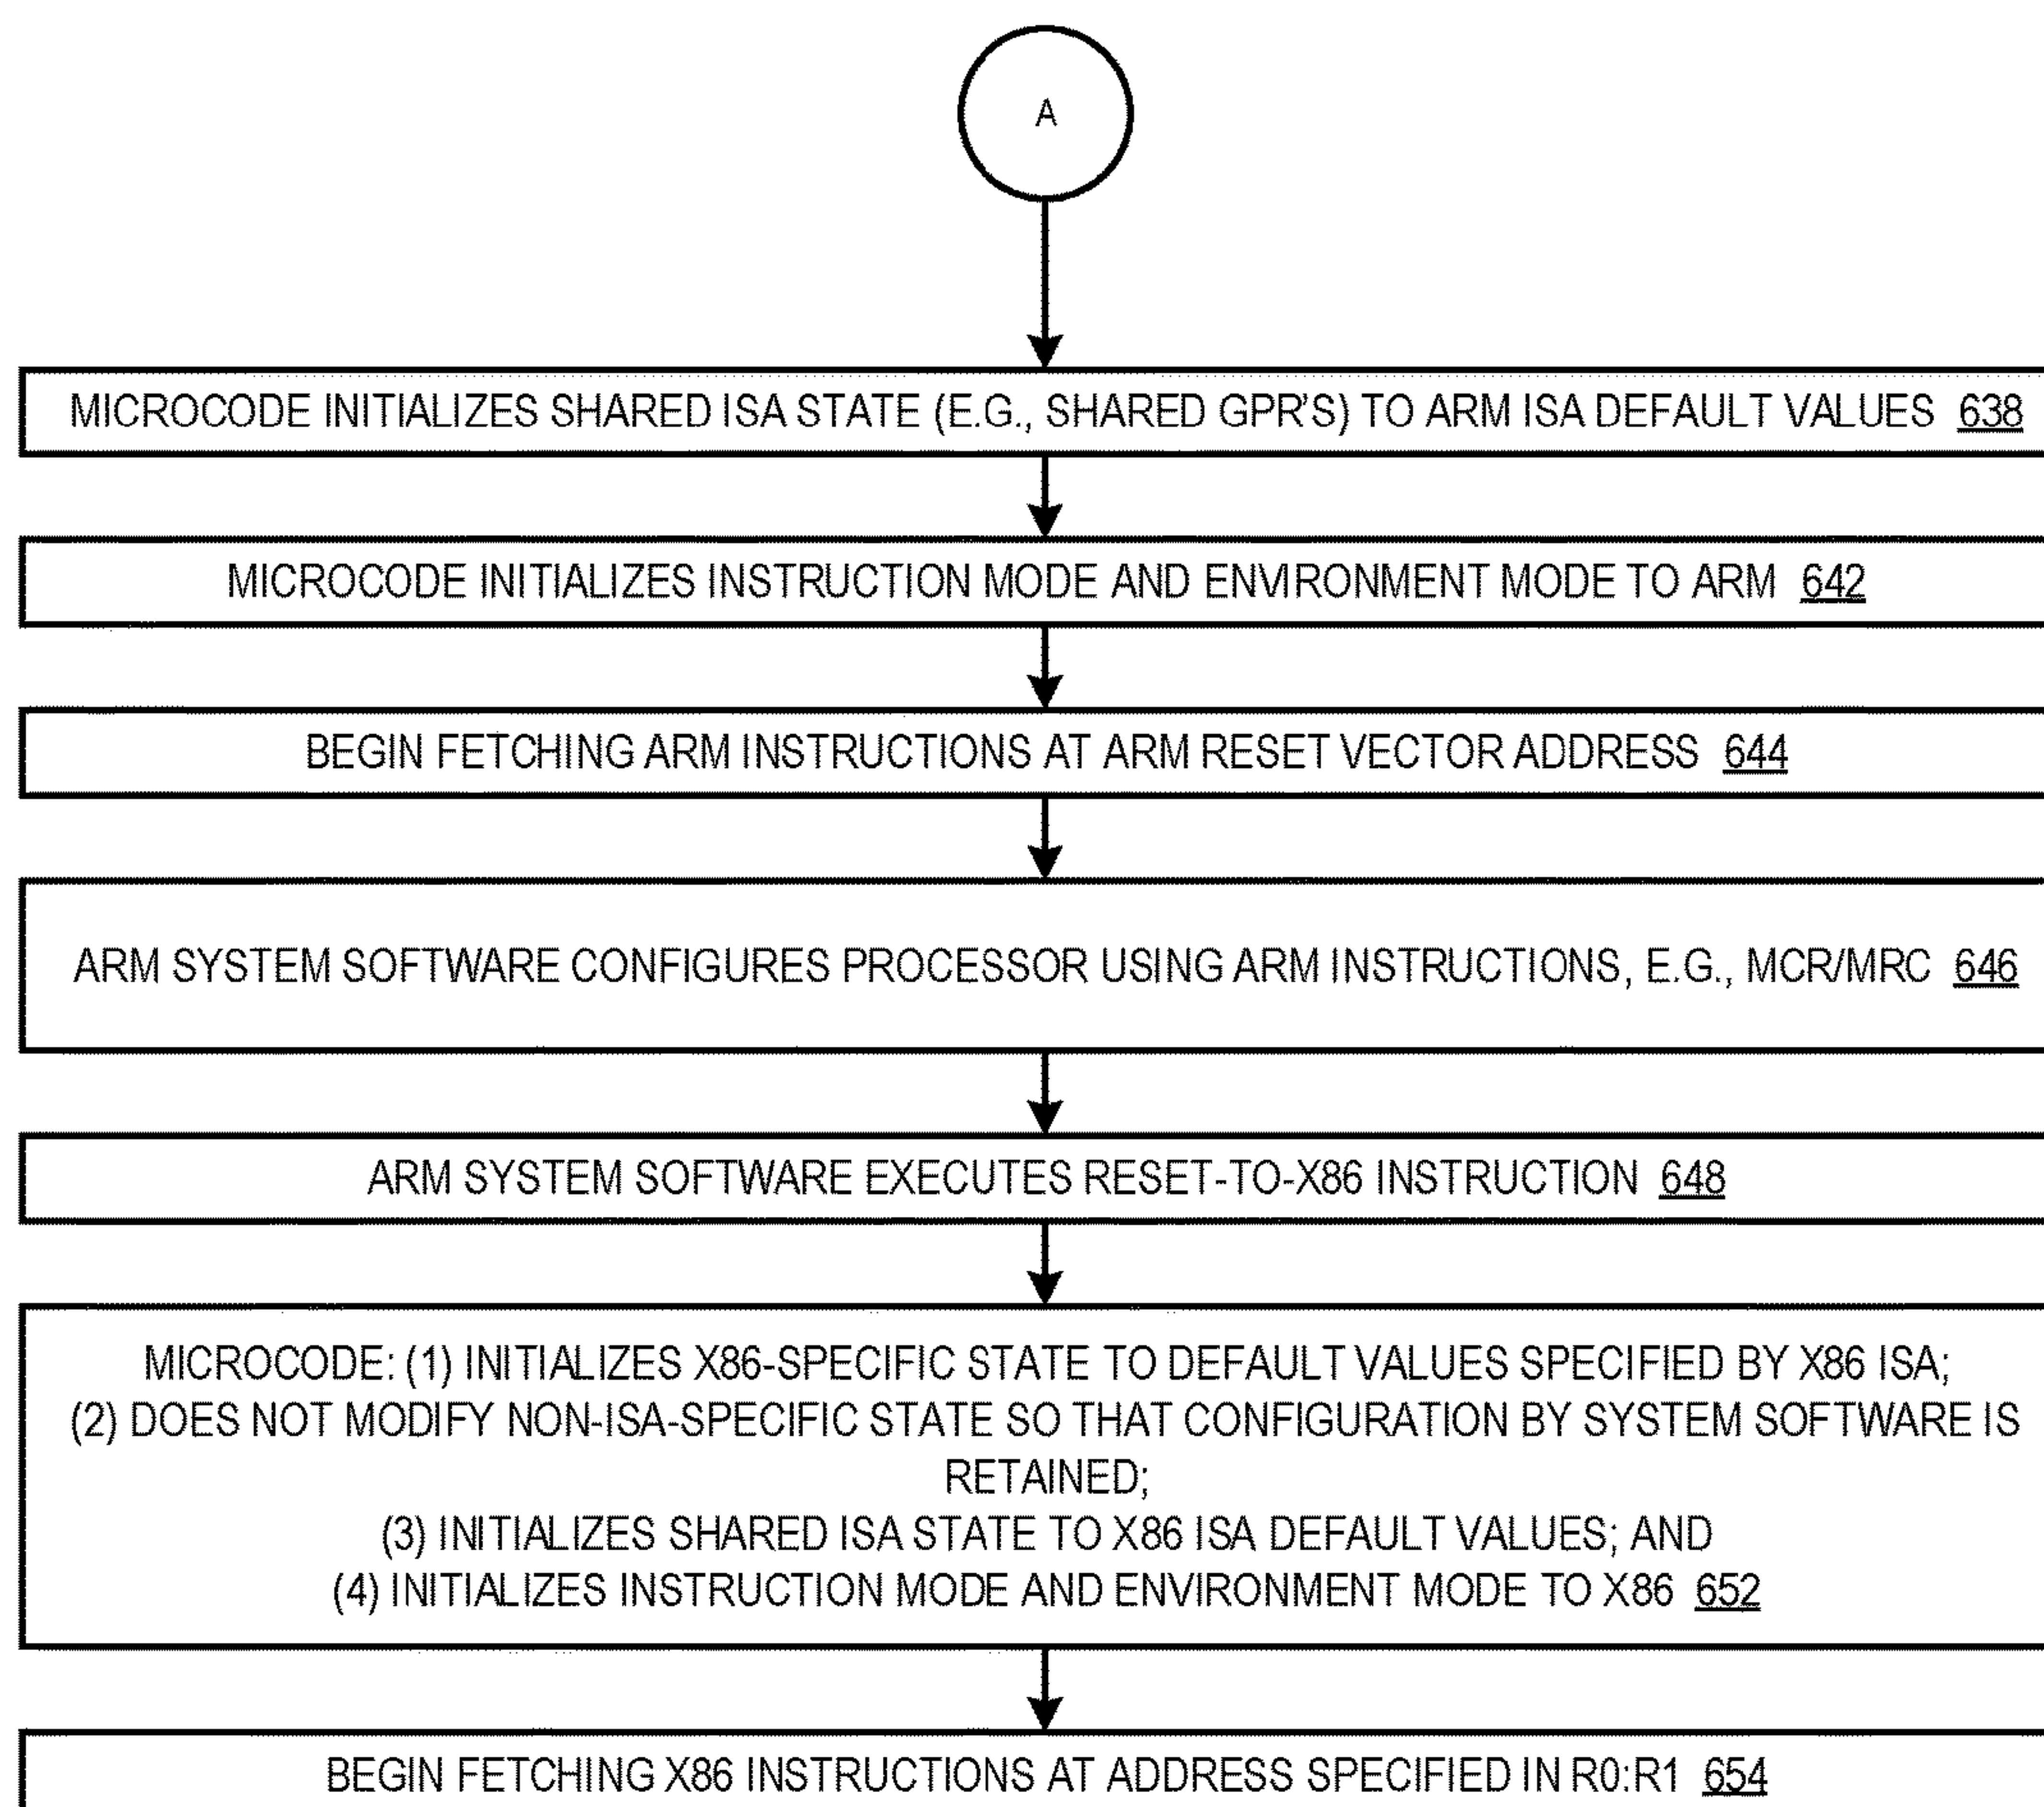 A
MICROCODE INITIALIZES SHARED ISA STATE (E.G., SHARED GPR'S) TO ARM ISA DEFAULT VALUES 638
MICROCODE INITIALIZES INSTRUCTION MODE AND ENVIRONMENT MODE TO ARM 642
BEGIN FETCHING ARM INSTRUCTIONS AT ARM RESET VECTOR ADDRESS 644
ARM SYSTEM SOFTWARE CONFIGURES PROCESSOR USING ARM INSTRUCTIONS, E.G., MCR/MRC 646
ARM SYSTEM SOFTWARE EXECUTES RESET-TO-X86 INSTRUCTION 648
MICROCODE: (1) INITIALIZES X86-SPECIFIC STATE TO DEFAULT VALUES SPECIFIED BY X86 ISA;
(2) DOES NOT MODIFY NON-ISA-SPECIFIC STATE SO THAT CONFIGURATION BY SYSTEM SOFTWARE IS
RETAINED;
(3) INITIALIZES SHARED ISA STATE TO X86 ISA DEFAULT VALUES; AND
(4) INITIALIZES INSTRUCTION MODE AND ENVIRONMENT MODE TO X86 652
BEGIN FETCHING X86 INSTRUCTIONS AT ADDRESS SPECIFIED IN R0:R1 654